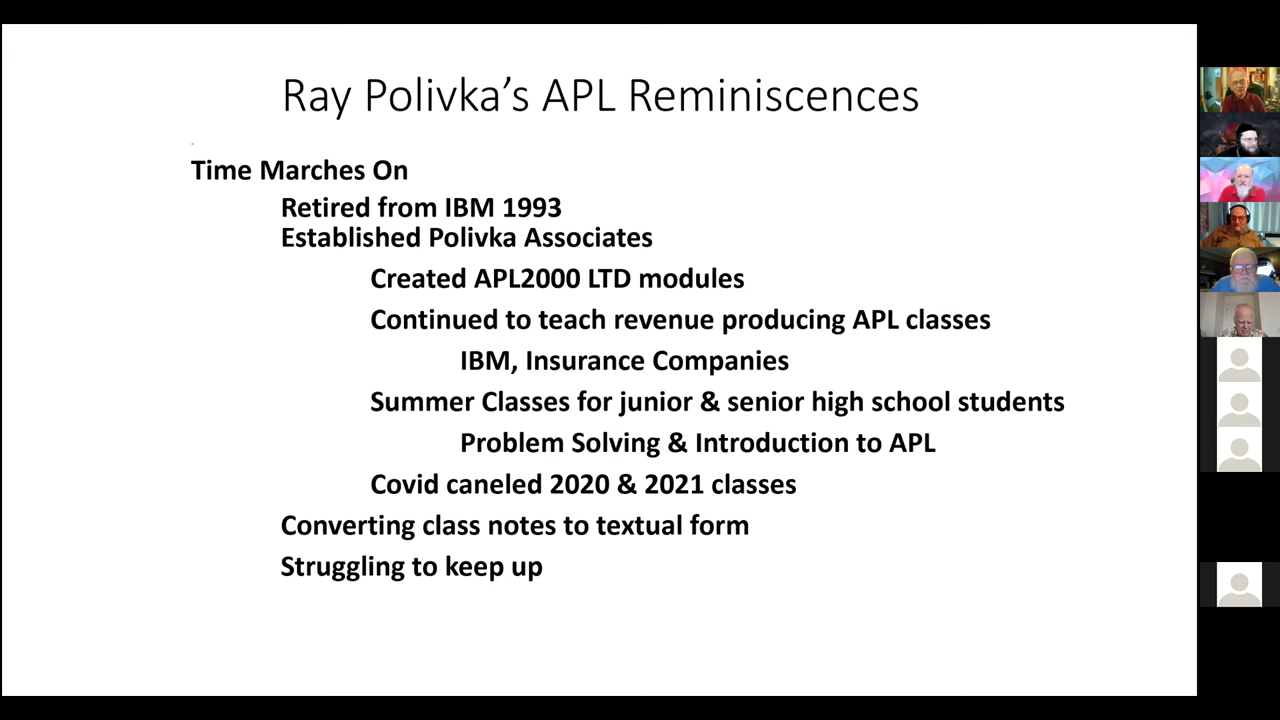 Ray Polivka’s APL Reminiscences
Time Marches On
Retired from IBM 1993
Established Polivka Associates
Created APL2000 LTD modules
Continued to teach revenue producing APL classes
IBM, Insurance Companies
Summer Classes for junior & senior high school students
Problem Solving & Introduction to APL
Covid caneled 2020 & 2021 classes
Converting class notes to textual form
Struggling to keep up